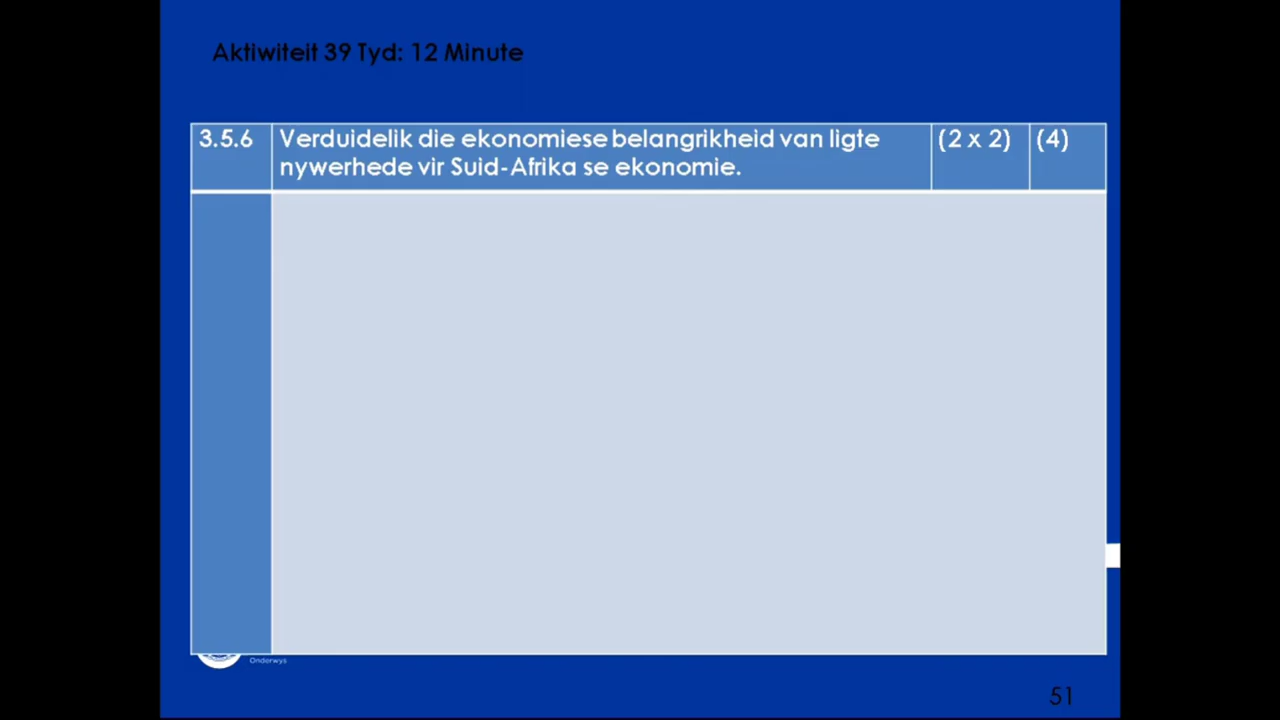 Aktiwiteit 39 Tyd: 12 Minute
3.5.6 Verduidelik die ekonomiese belangrikheid van ligte (2 x 2) (4)
nywerhede vir Suid-Afrika se ekonomie.
Onderwys
51